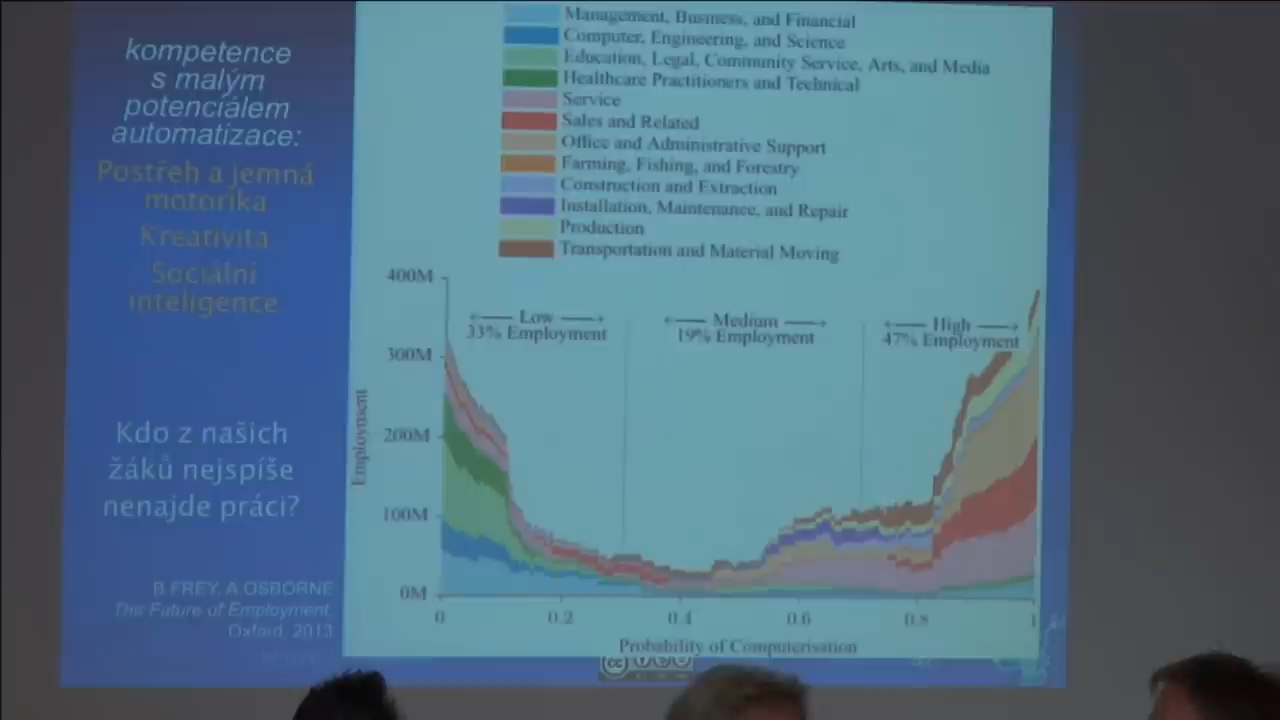 kompetence
s malým
potenciálem
automatizace:
Postřeh a jemná
motorika
Kreativita
Sociální
inteligence
Kdo z našich
žáků nejspíše
nenajde práci?
B.FREY, A.OSBORNE
The Future of Employment,
Oxford, 2013
Management, Business, and Financial
Computer, Engineering, and Science
Education, Legal, Community Service, Arts, and Media
Healthcare Practitioners and Technical
Service
Sales and Related
Office and Administrative Support
Farming, Fishing, and Forestry
Construction and Extraction
Installation, Maintenance, and Repair
Production
Transportation and Material Moving
400M
300M
200M
100M
0M
Employment
Low
33% Employment
Medium
19% Employment
High
47% Employment
0 0.2 0.4 0.6 0.8 1
Probability of Computerisation
cc